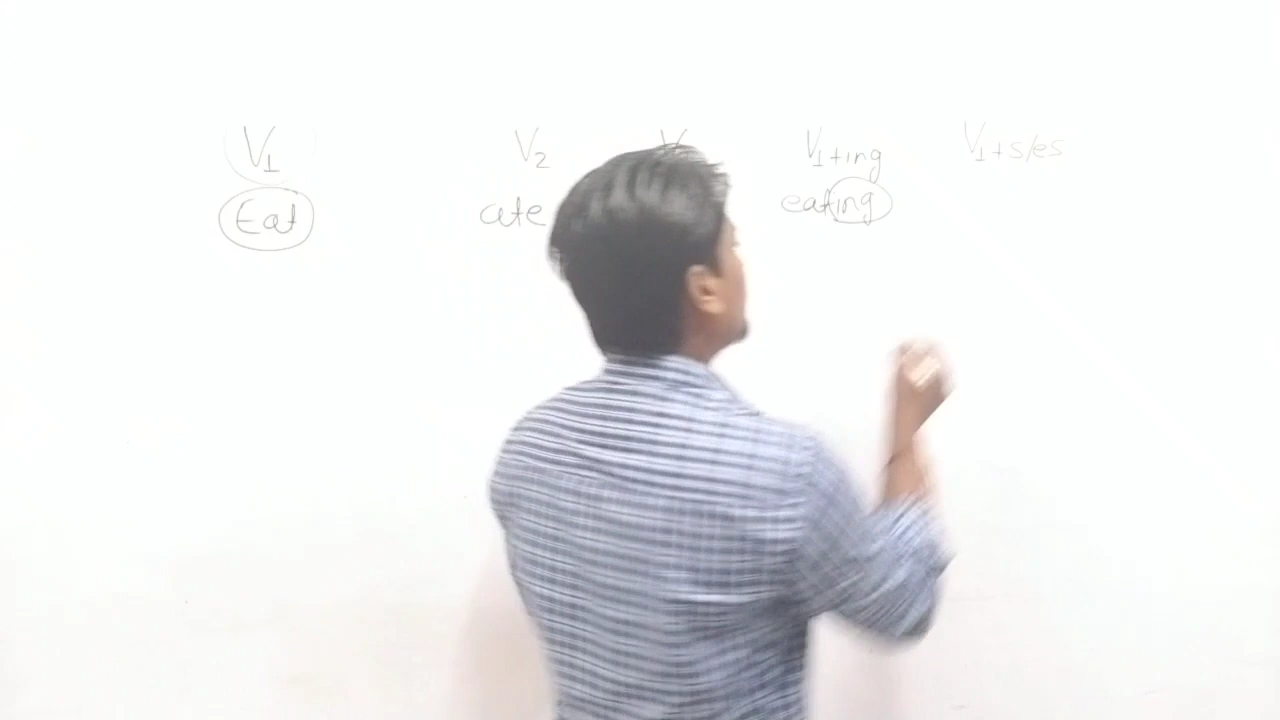 V₁ V₂ V V₁+ing V₁+s/es
Eat ate eating